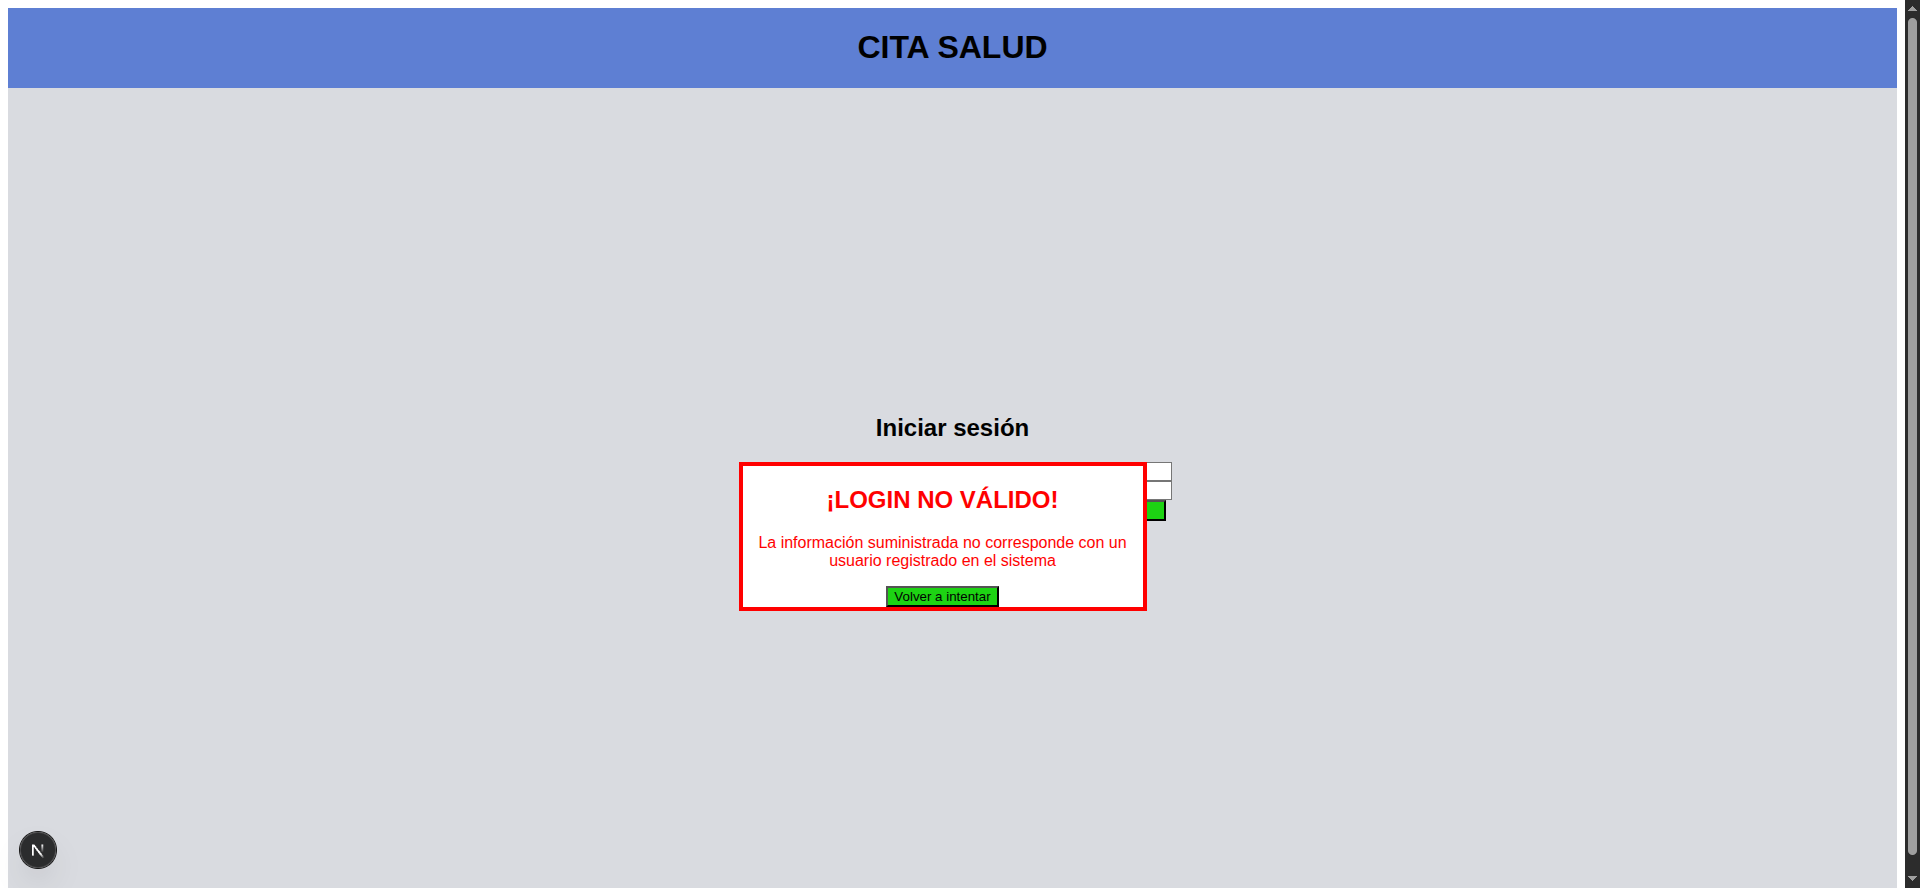 CITA SALUD
Iniciar sesión
¡LOGIN NO VÁLIDO!
La información suministrada no corresponde con un
usuario registrado en el sistema
Volver a intentar
N